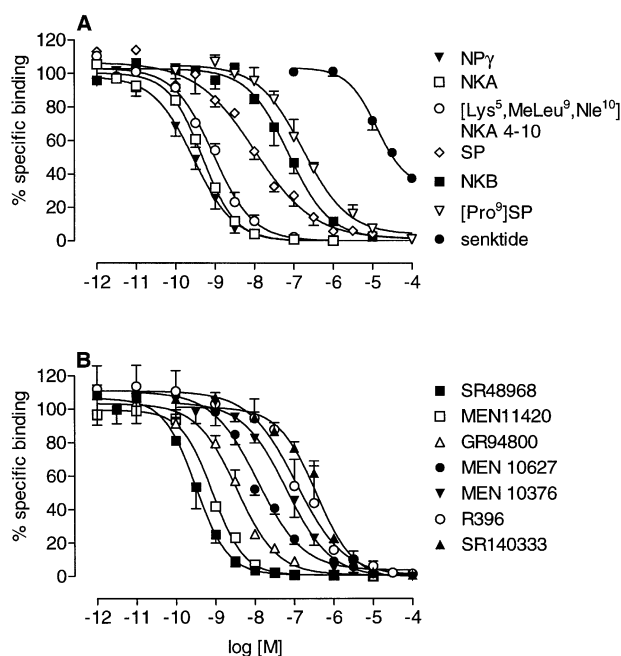 A
120
100
80
60
40
20
0
% specific binding
-12 -11 -10 -9 -8 -7 -6 -5 -4
NPγ
NKA
[Lys⁵,MeLeu⁹,Nle¹⁰]
NKA 4-10
SP
NKB
[Pro⁹]SP
senktide
B
120
100
80
60
40
20
0
% specific binding
-12 -11 -10 -9 -8 -7 -6 -5 -4
log [M]
SR48968
MEN11420
GR94800
MEN 10627
MEN 10376
R396
SR140333